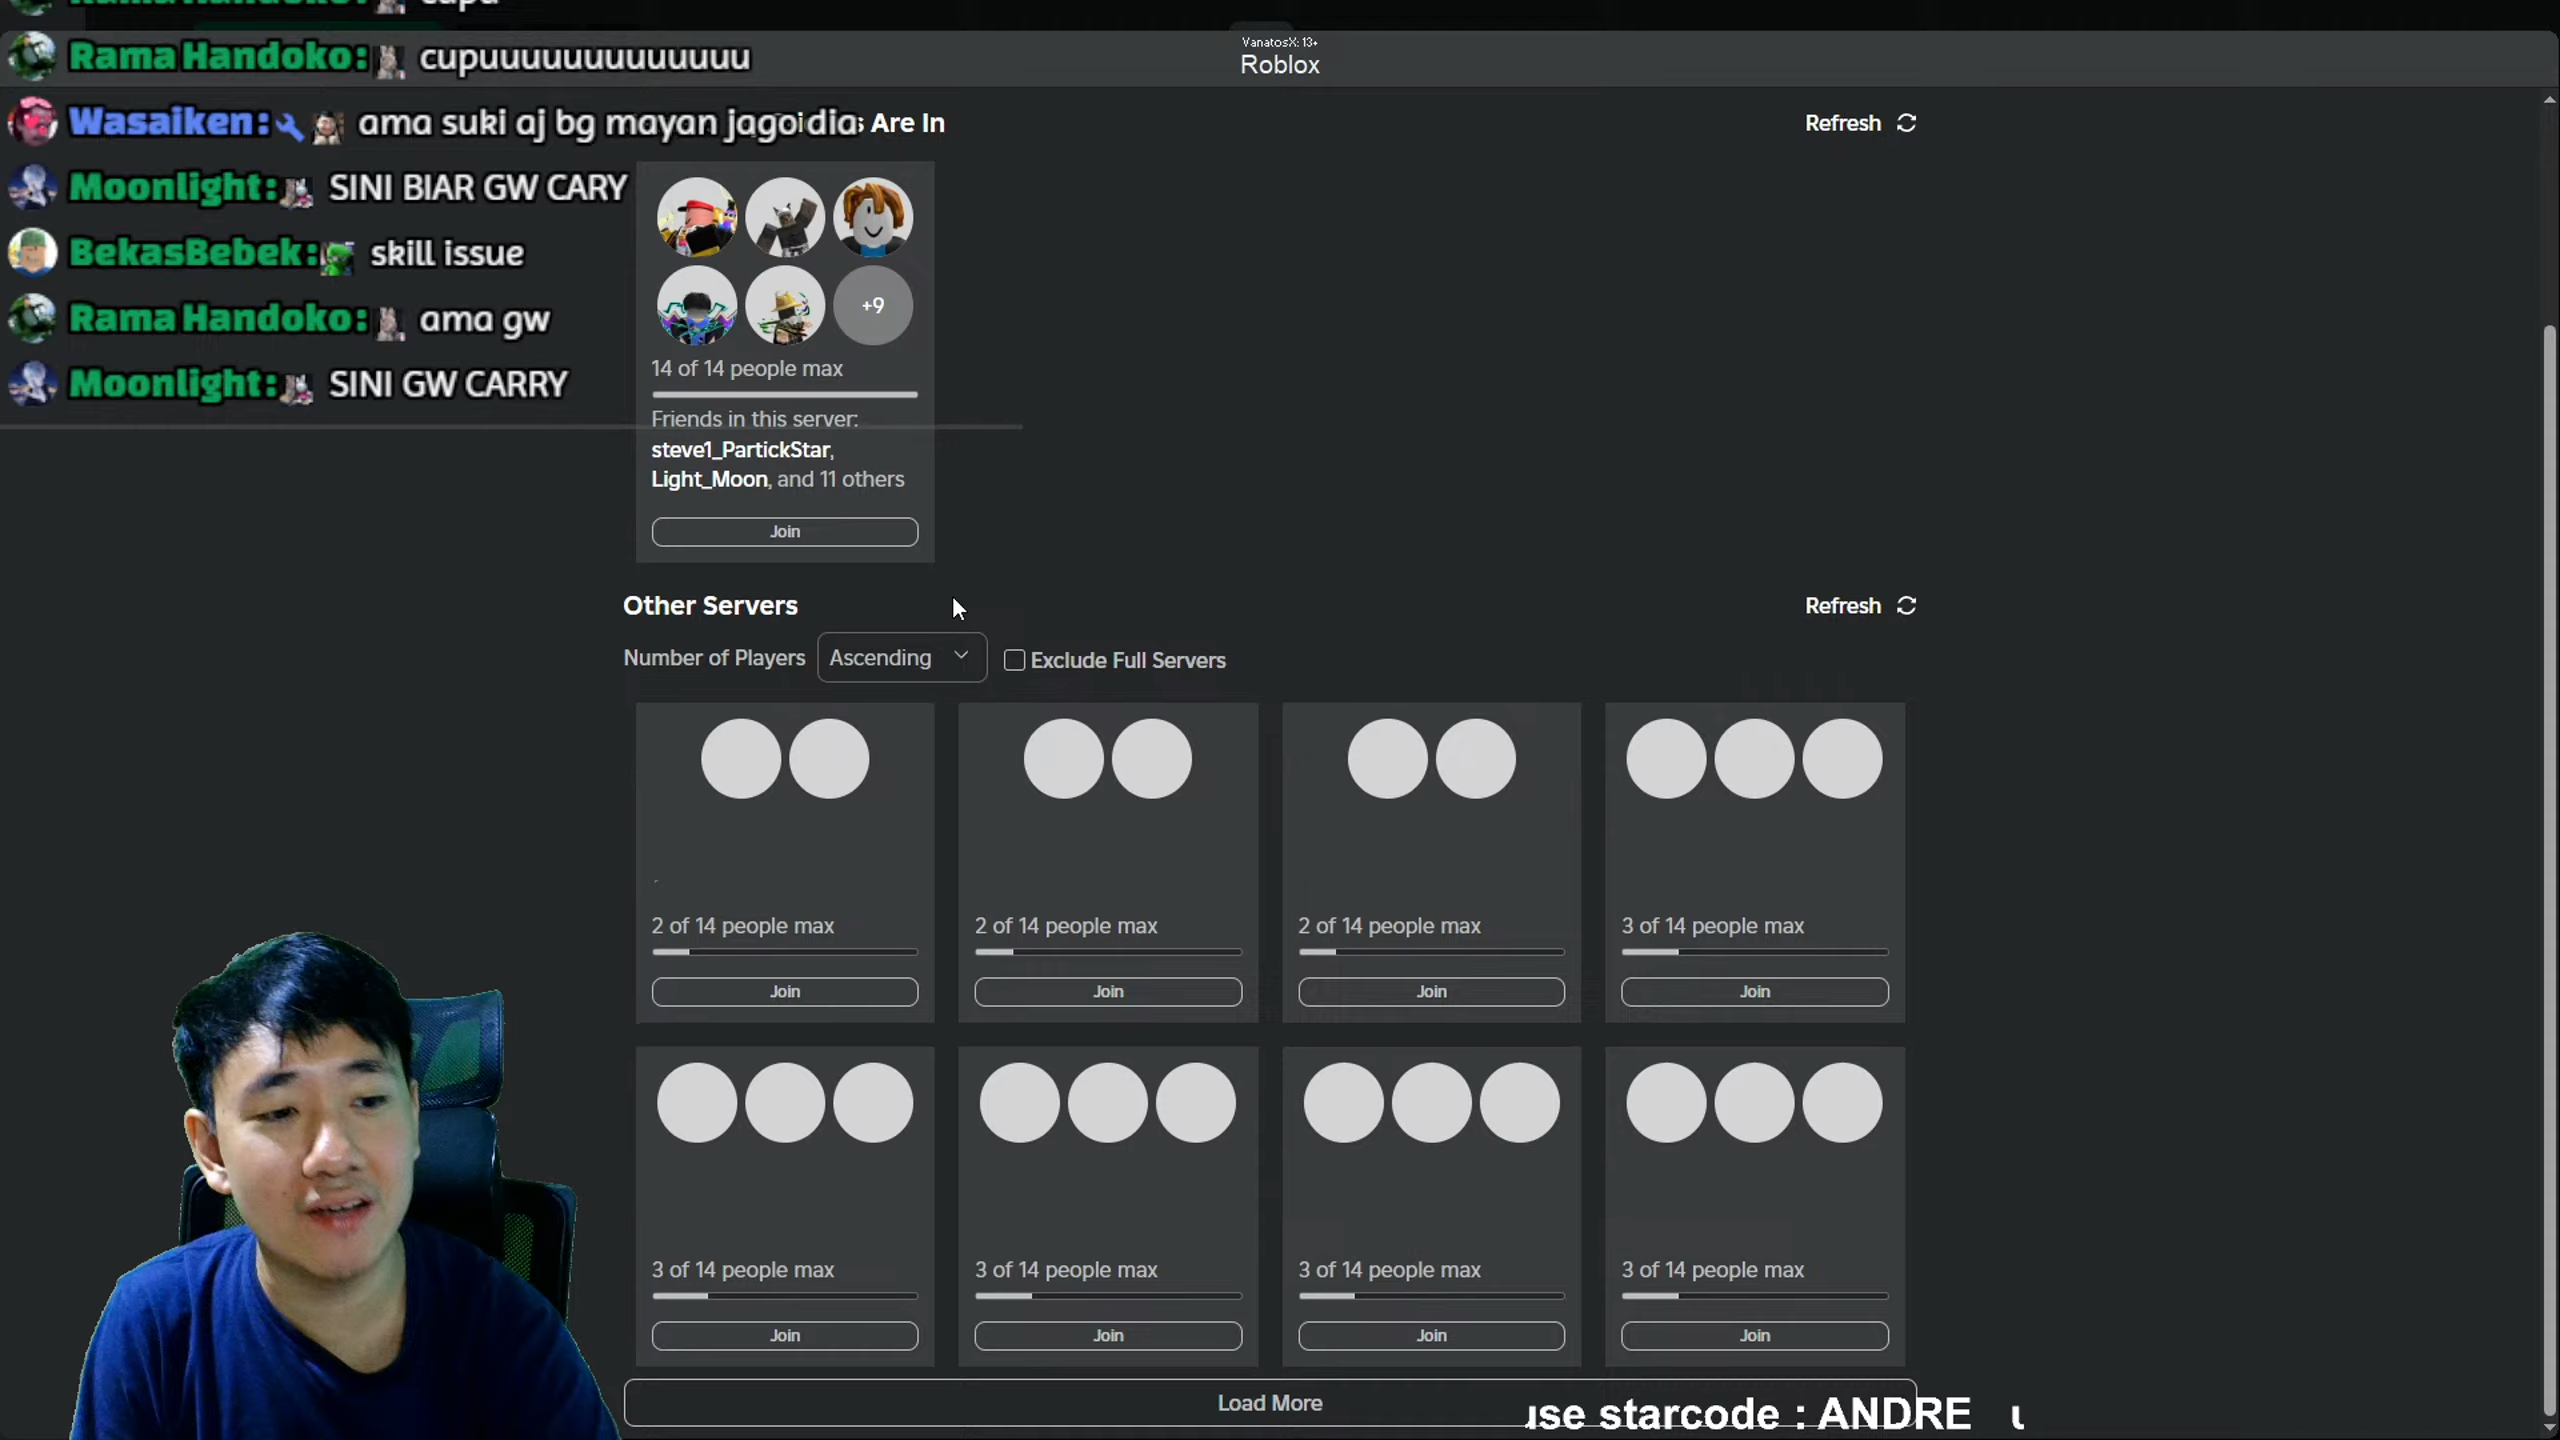 cupu
VanatosX: 13+
Roblox
Rama Handoko: cupuuuuuuuuuuuuu
Wasaiken: ama suki aj bg mayan jago dia
Are In
Refresh
Moonlight: SINI BIAR GW CARY
BekasBebek: skill issue
Rama Handoko: ama gw
Moonlight: SINI GW CARRY
+9
14 of 14 people max
Friends in this server:
steve1_PartickStar,
Light_Moon, and 11 others
Join
Other Servers
Refresh
Number of Players Ascending Exclude Full Servers
2 of 14 people max
Join
2 of 14 people max
Join
2 of 14 people max
Join
3 of 14 people max
Join
3 of 14 people max
Join
3 of 14 people max
Join
3 of 14 people max
Join
3 of 14 people max
Join
Load More
starcode : ANDRE